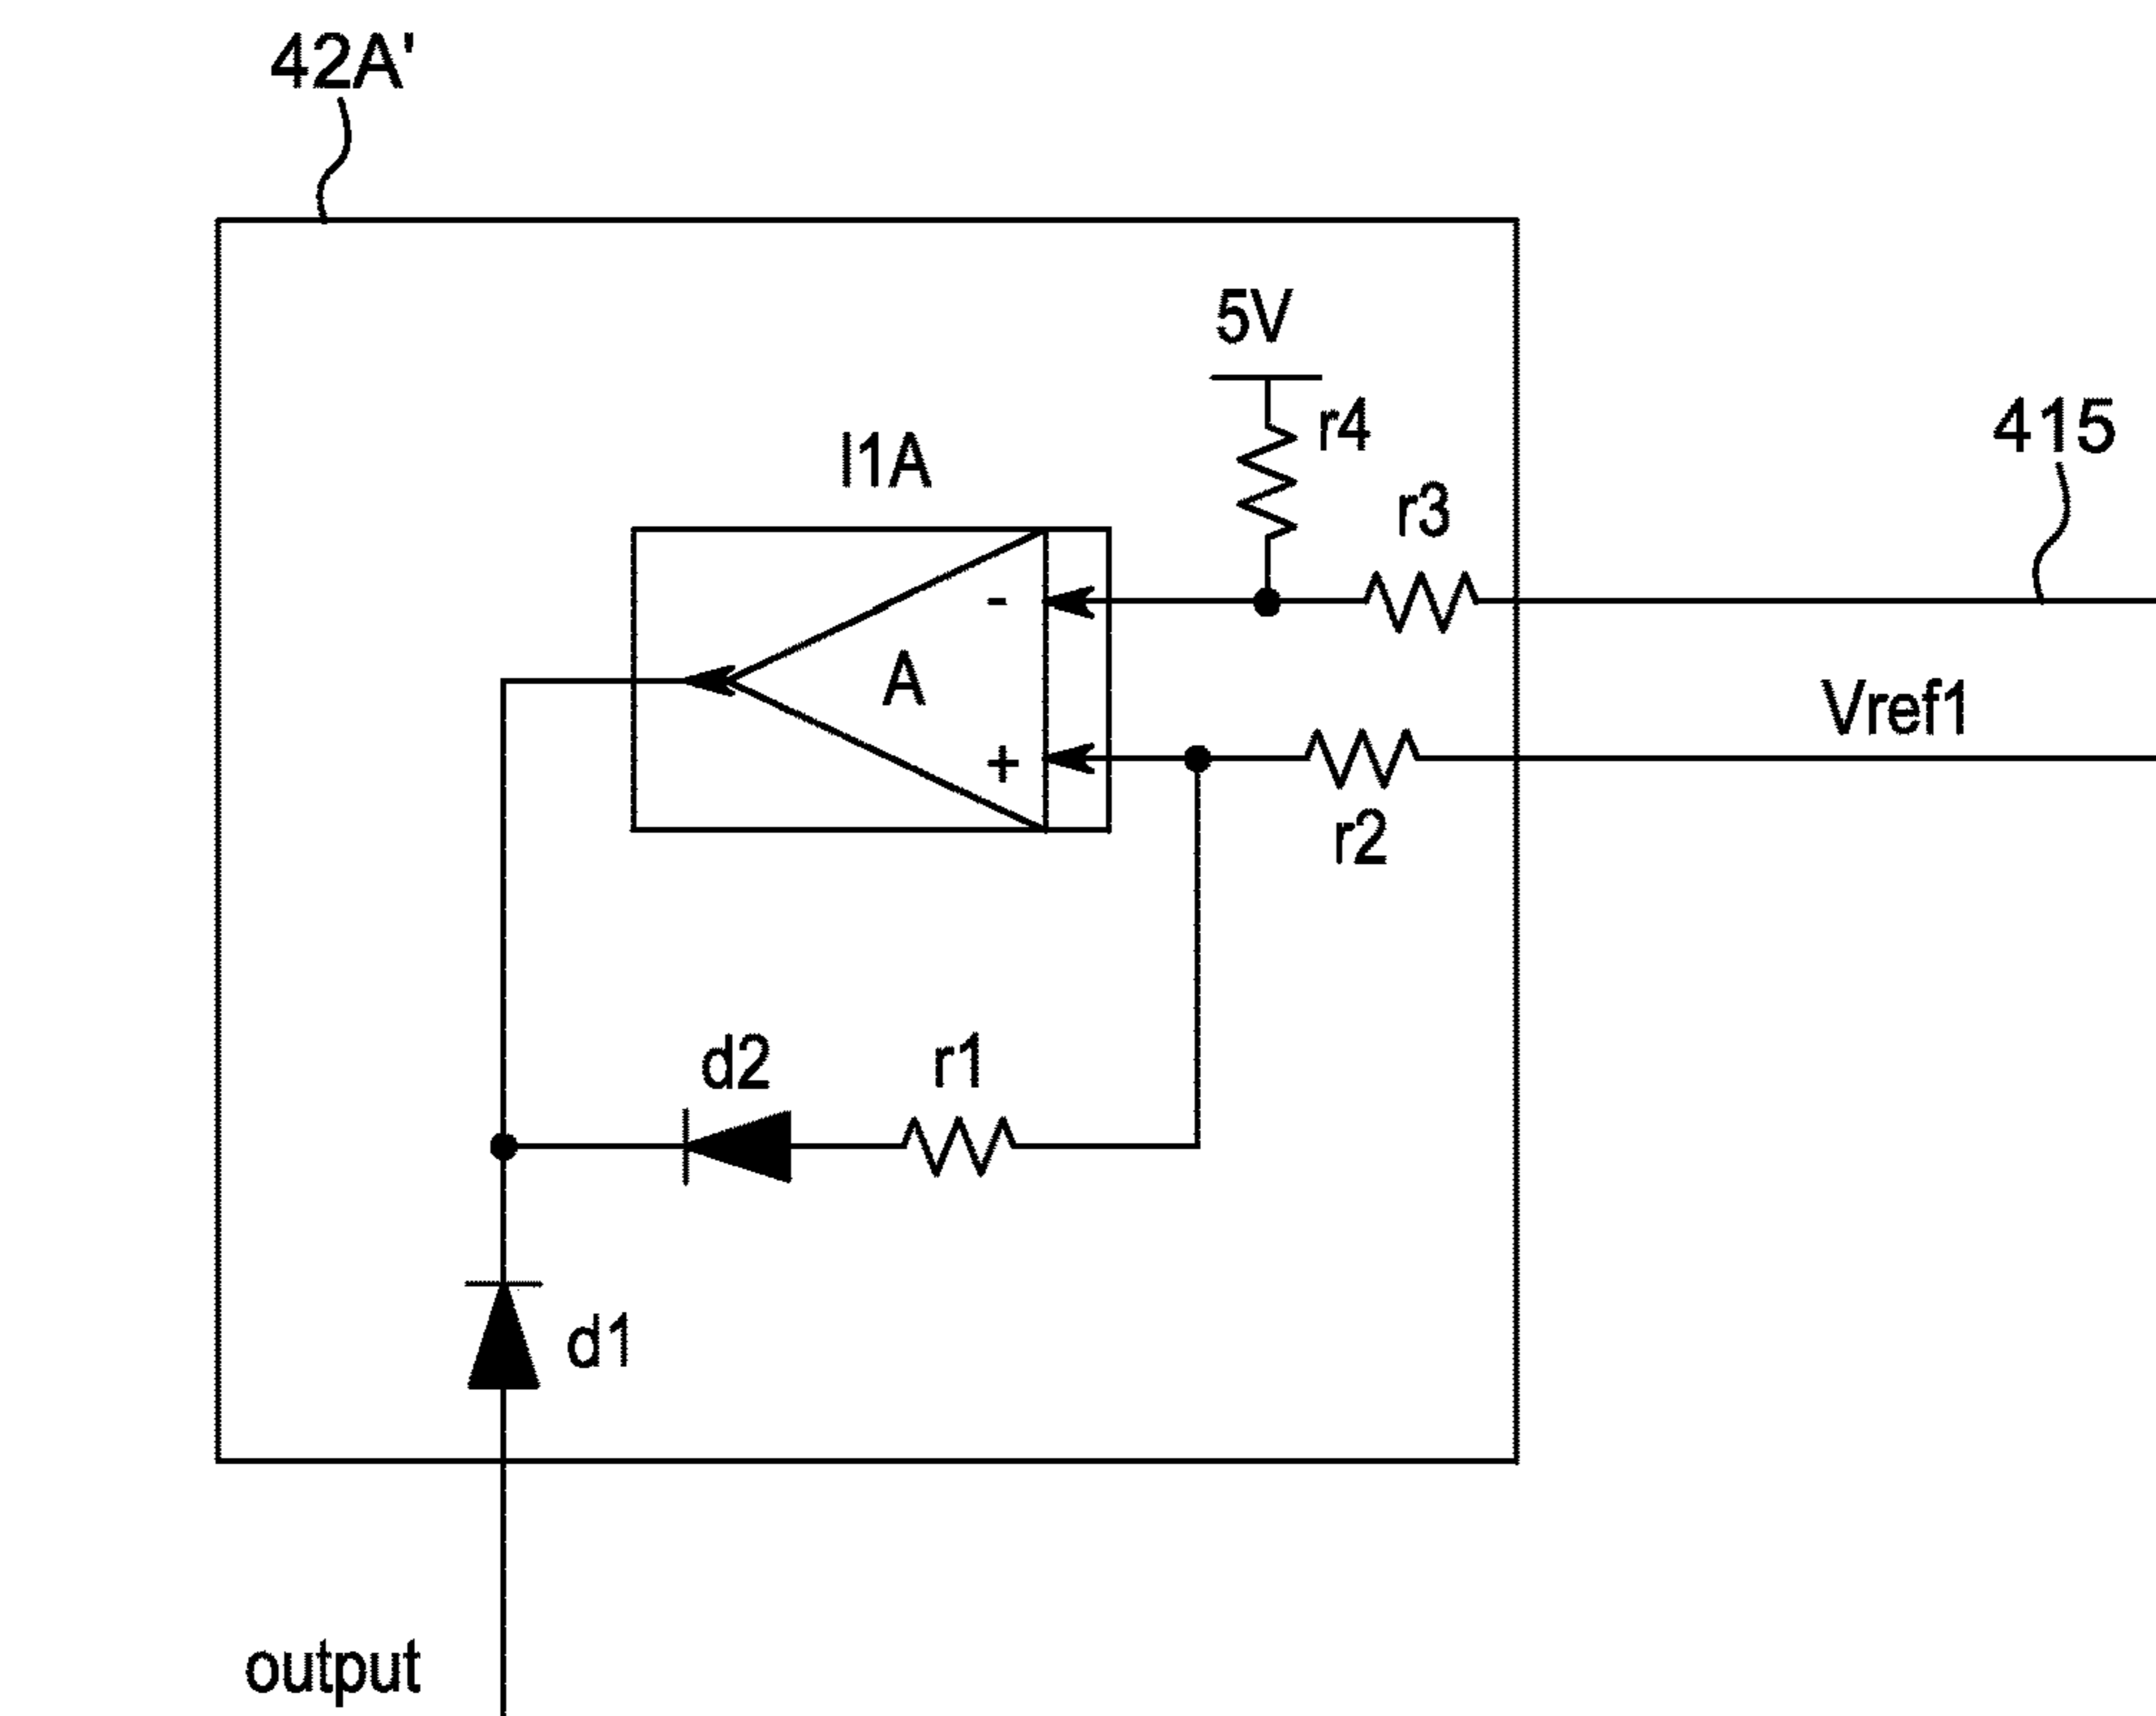 42A'
5V
r4
415
I1A
r3
-
A
Vref1
+
r2
d2
r1
d1
output